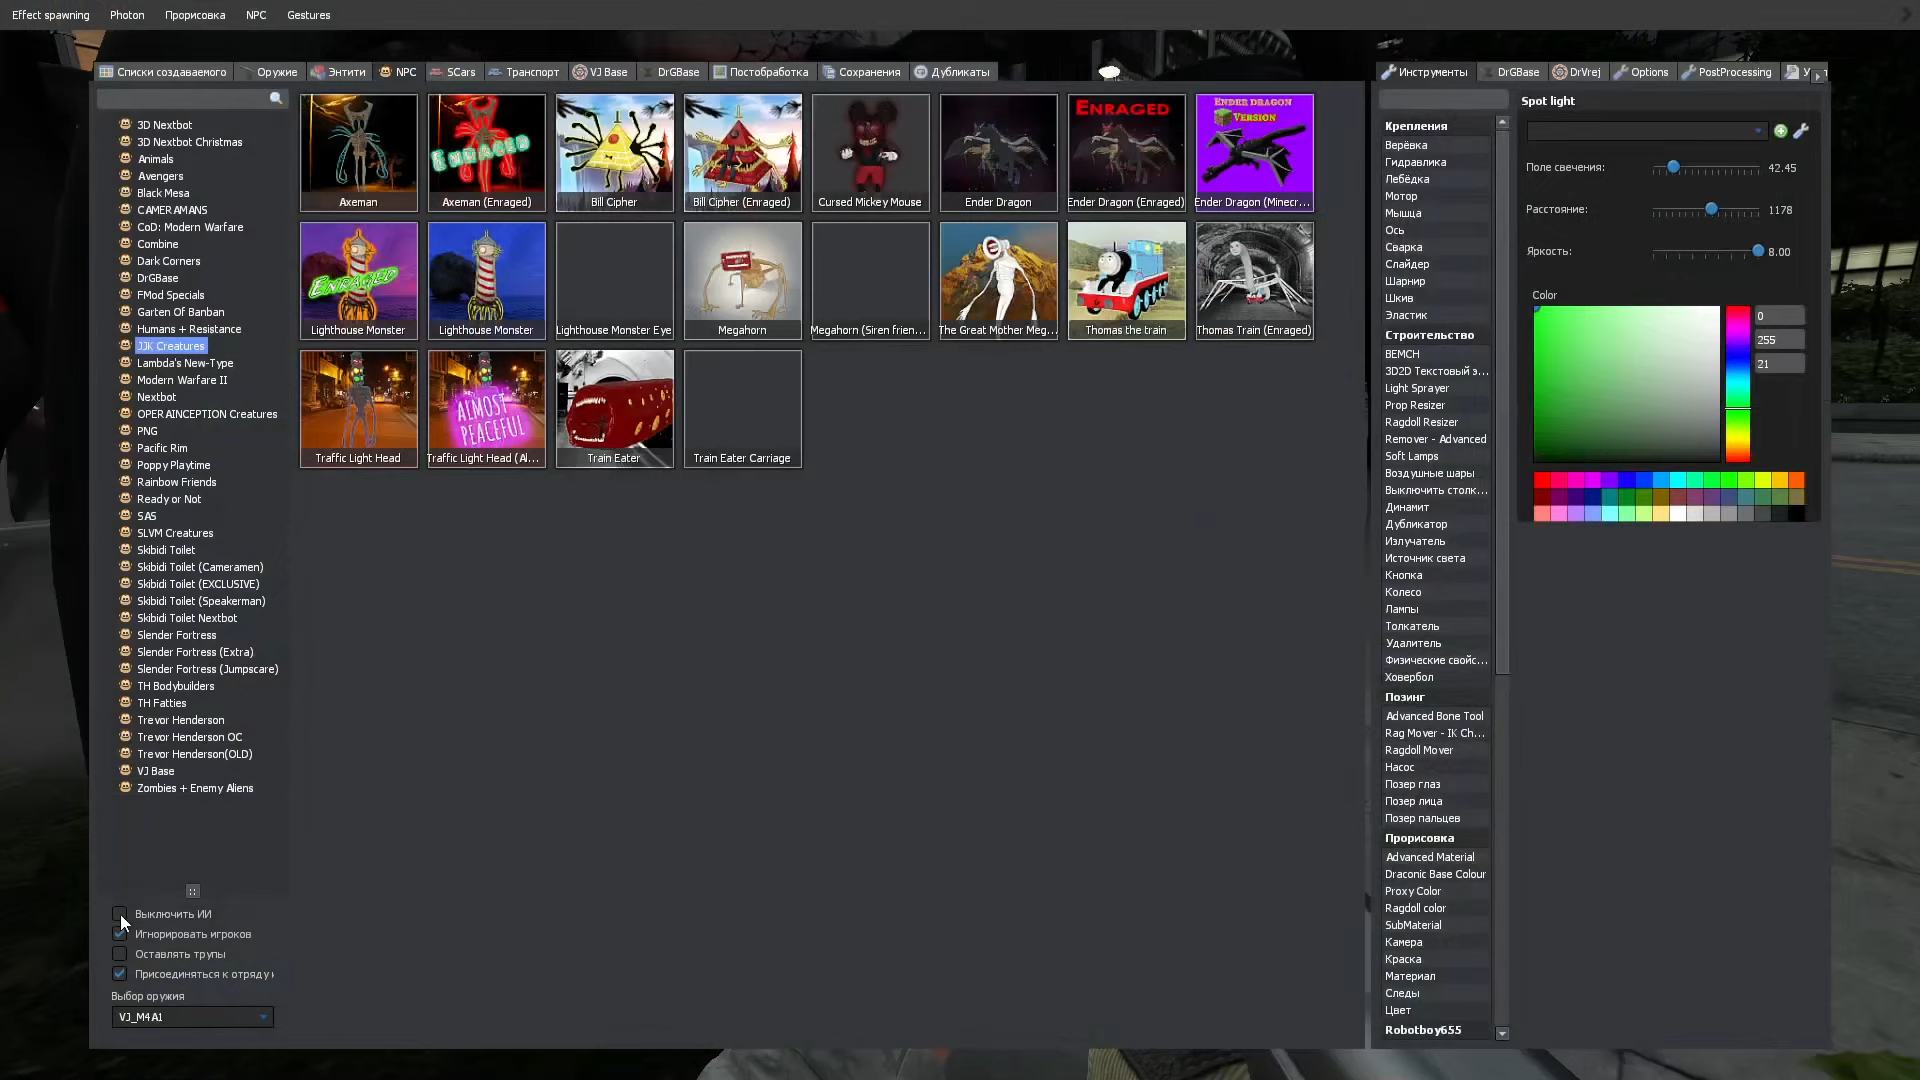 Effect spawning Photon Прорисовка NPC Gestures
Списки создаваемого Оружие Энтити NPC SCars Транспорт VJ Base DrGBase Постобработка Сохранения Дубликаты
3D Nextbot
3D Nextbot Christmas
Animals
Avengers
Black Mesa
CAMERAMANS
CoD: Modern Warfare
Combine
Dark Corners
DrGBase
FMod Specials
Garten Of Banban
Humans + Resistance
JJK Creatures
Lambda's New-Type
Modern Warfare II
Nextbot
OPERAINCEPTION Creatures
PNG
Pacific Rim
Poppy Playtime
Rainbow Friends
Ready or Not
SAS
SLVM Creatures
Skibidi Toilet
Skibidi Toilet (Cameramen)
Skibidi Toilet (EXCLUSIVE)
Skibidi Toilet (Speakerman)
Skibidi Toilet Nextbot
Slender Fortress
Slender Fortress (Extra)
Slender Fortress (Jumpscare)
TH Bodybuilders
TH Fatties
Trevor Henderson
Trevor Henderson OC
Trevor Henderson(OLD)
VJ Base
Zombies + Enemy Aliens
Выключить ИИ
Игнорировать игроков
Оставлять трупы
Присоединяться к отряду
Выбор оружия
VJ_M4A1
ENRAGED
ENRAGED
ENDER DRAGON
VERSION
Axeman Axeman (Enraged) Bill Cipher Bill Cipher (Enraged) Cursed Mickey Mouse Ender Dragon Ender Dragon (Enraged) Ender Dragon (Minecr...
ENRAGED
Lighthouse Monster Lighthouse Monster Lighthouse Monster Eye Megahorn Megahorn (Siren frien... The Great Mother Meg... Thomas the train Thomas Train (Enraged)
ALMOST
PEACEFUL
Traffic Light Head Traffic Light Head (Al... Train Eater Train Eater Carriage
Инструменты DrGBase DrVrej Options PostProcessing
Крепления
Верёвка
Гидравлика
Лебёдка
Мотор
Мышца
Ось
Сварка
Слайдер
Шарнир
Шкив
Эластик
Строительство
BEMCH
3D2D Текстовый э...
Light Sprayer
Prop Resizer
Ragdoll Resizer
Remover - Advanced
Soft Lamps
Воздушные шары
Выключить столк...
Динамит
Дубликатор
Излучатель
Источник света
Кнопка
Колесо
Лампы
Толкатель
Удалитель
Физические свойс...
Ховербол
Позинг
Advanced Bone Tool
Rag Mover - IK Ch...
Ragdoll Mover
Насос
Позер глаз
Позер лица
Позер пальцев
Прорисовка
Advanced Material
Draconic Base Colour
Proxy Color
Ragdoll color
SubMaterial
Камера
Краска
Материал
Следы
Цвет
Robotboy655
Spot light
Поле свечения: 42.45
Расстояние: 1178
Яркость: 8.00
Color
0
255
21